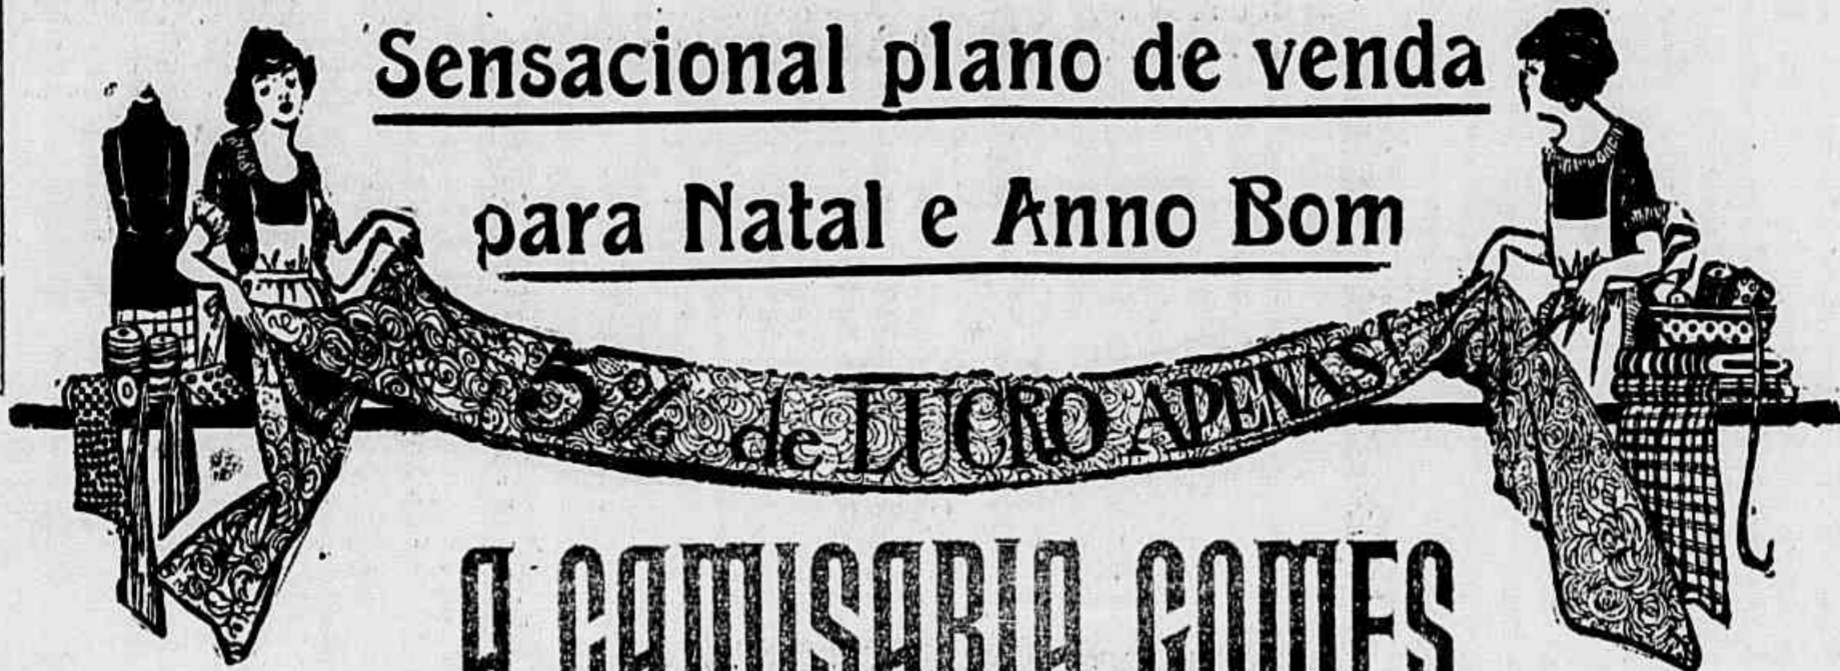 Sensacional plano de venda
para Natal e Anno Bom
5% de LUCRO APENAS!
A CAMISARIA GOMES